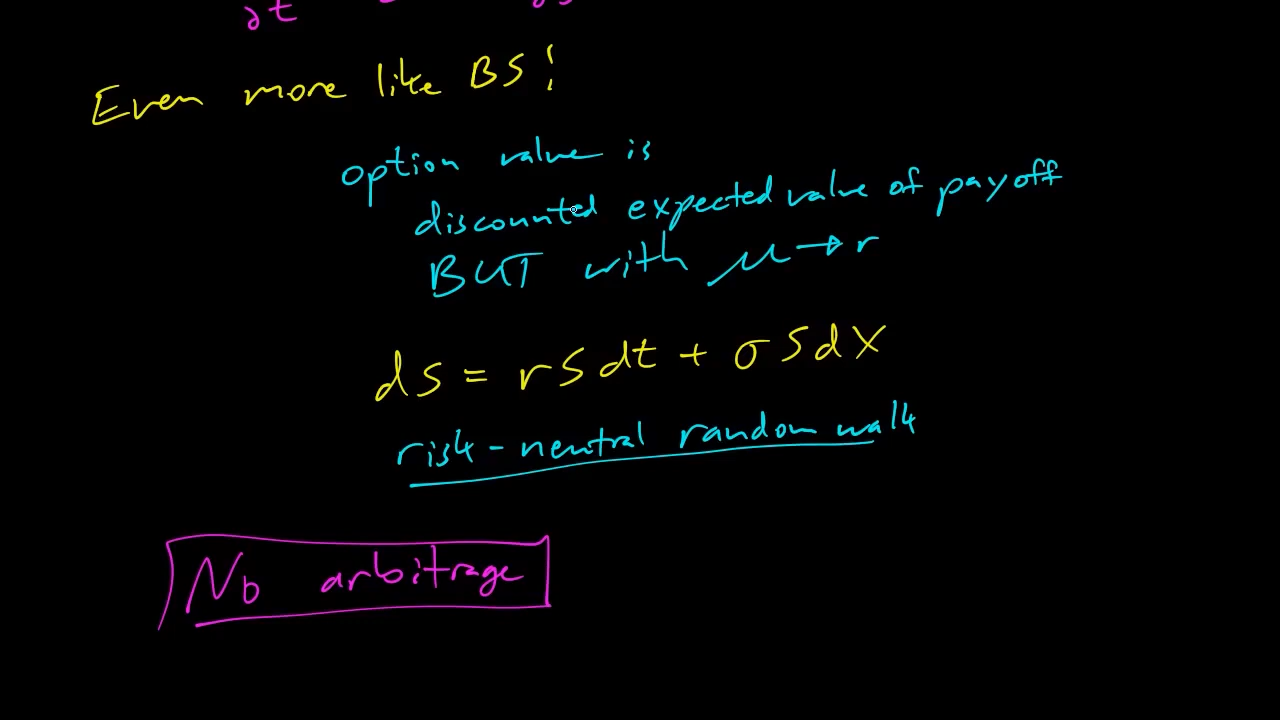 ∂t
Even more like BS!
option value is
discounted expected value of payoff
BUT with μ → r
dS = rS dt + σ S dX
risk-neutral random walk
No arbitrage